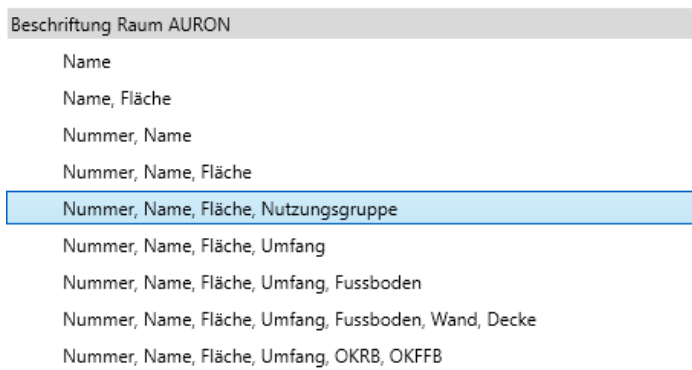 Beschriftung Raum AURON
Name
Name, Fläche
Nummer, Name
Nummer, Name, Fläche
Nummer, Name, Fläche, Nutzungsgruppe
Nummer, Name, Fläche, Umfang
Nummer, Name, Fläche, Umfang, Fussboden
Nummer, Name, Fläche, Umfang, Fussboden, Wand, Decke
Nummer, Name, Fläche, Umfang, OKRB, OKFFB